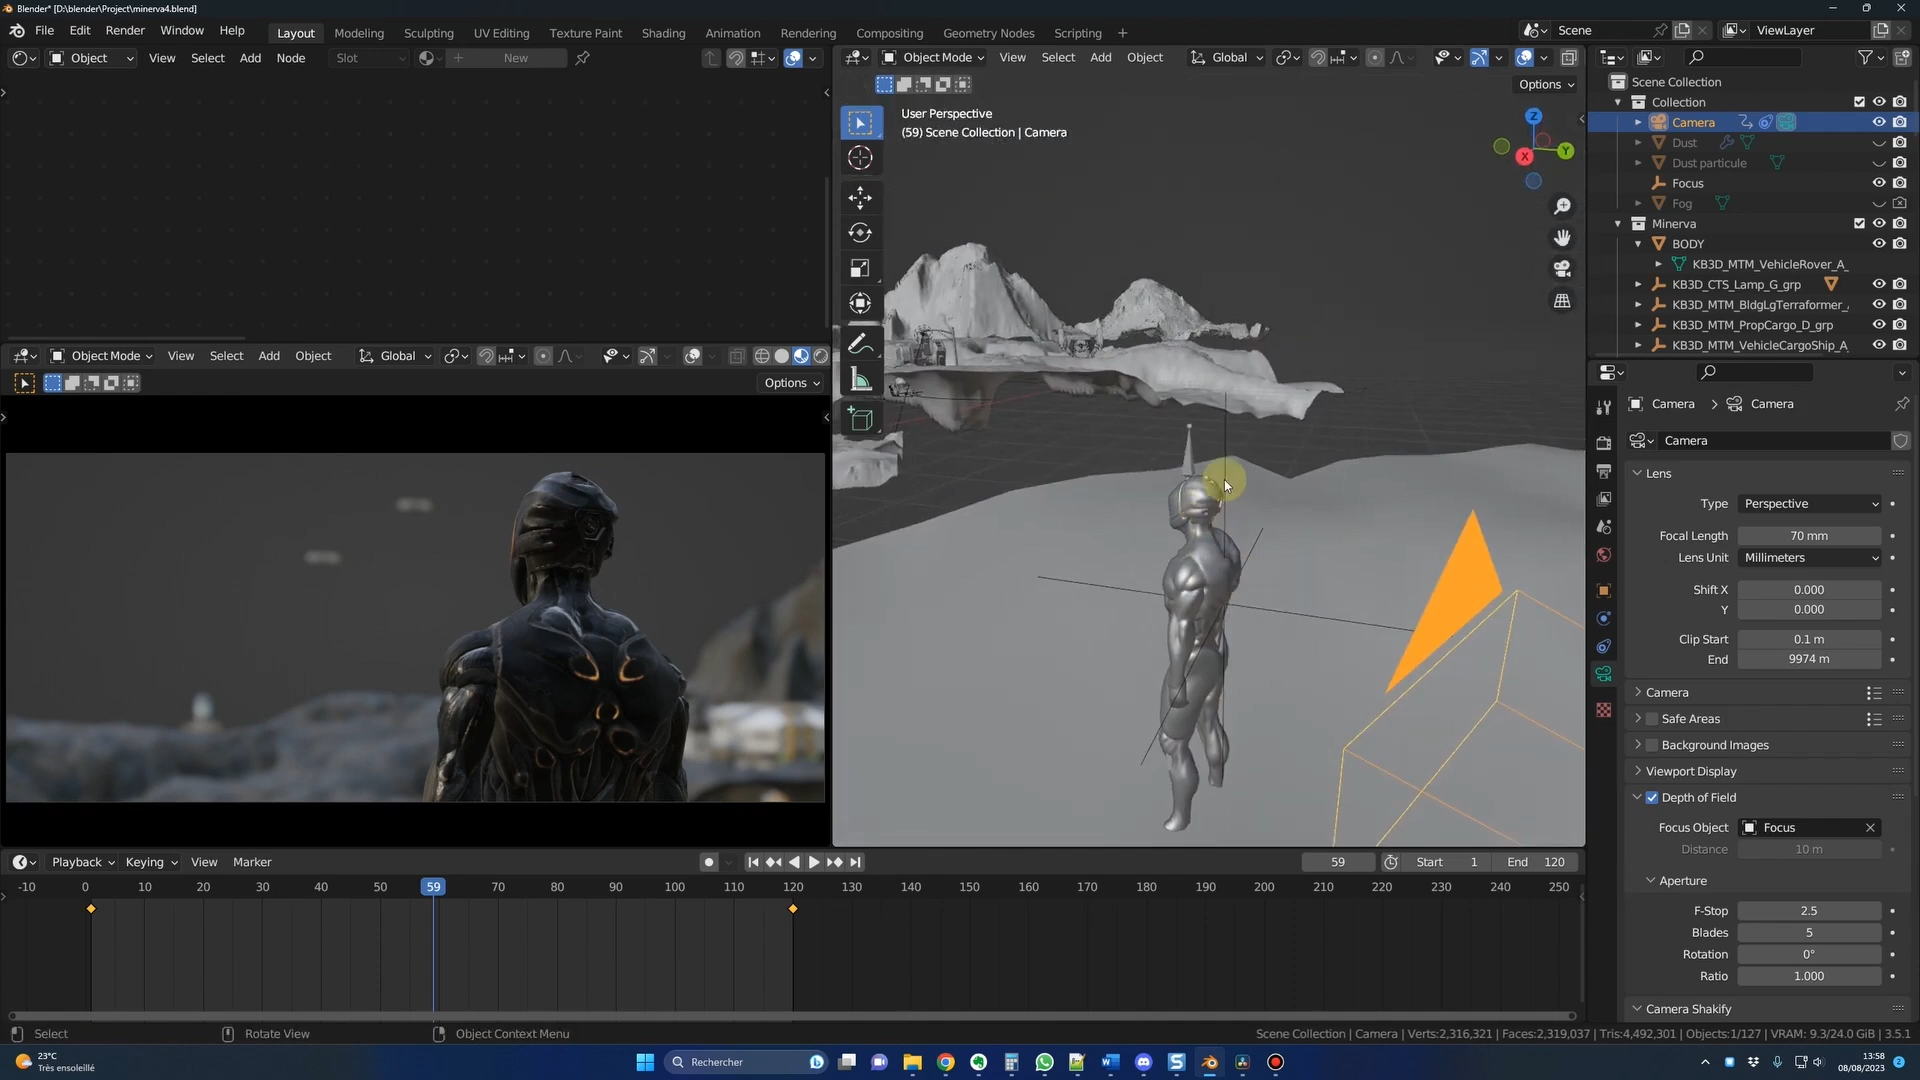 Blender* [D:\blender\Project\minerva4.blend]
File Edit Render Window Help Layout Modeling Sculpting UV Editing Texture Paint Shading Animation Rendering Compositing Geometry Nodes Scripting + Scene ViewLayer
Object View Select Add Node Slot New
Object Mode View Select Add Object Global
Options
User Perspective
(59) Scene Collection | Camera
Z
Y
X
Scene Collection
Collection
Camera
Dust
Dust particule
Focus
Fog
Minerva
BODY
KB3D_MTM_VehicleRover_A_
KB3D_CTS_Lamp_G_grp
KB3D_MTM_BldgLgTerraformer_
KB3D_MTM_PropCargo_D_grp
KB3D_MTM_VehicleCargoShip_A_
Object Mode View Select Add Object Global
Options
Camera > Camera
Camera
Lens
Type Perspective
Focal Length 70 mm
Lens Unit Millimeters
Shift X 0.000
Y 0.000
Clip Start 0.1 m
End 9974 m
Camera
Safe Areas
Background Images
Viewport Display
Depth of Field
Focus Object Focus
Distance 10 m
Aperture
F-Stop 2.5
Blades 5
Rotation 0°
Ratio 1.000
Camera Shakify
Playback Keying View Marker 59 Start 1 End 120
-10 0 10 20 30 40 50 59 70 80 90 100 110 120 130 140 150 160 170 180 190 200 210 220 230 240 250
Select Rotate View Object Context Menu Scene Collection | Camera | Verts:2,316,321 | Faces:2,319,037 | Tris:4,492,301 | Objects:1/127 | VRAM: 9.3/24.0 GiB | 3.5.1
23°C
Très ensoleillé
Rechercher
13:58
08/08/2023
2